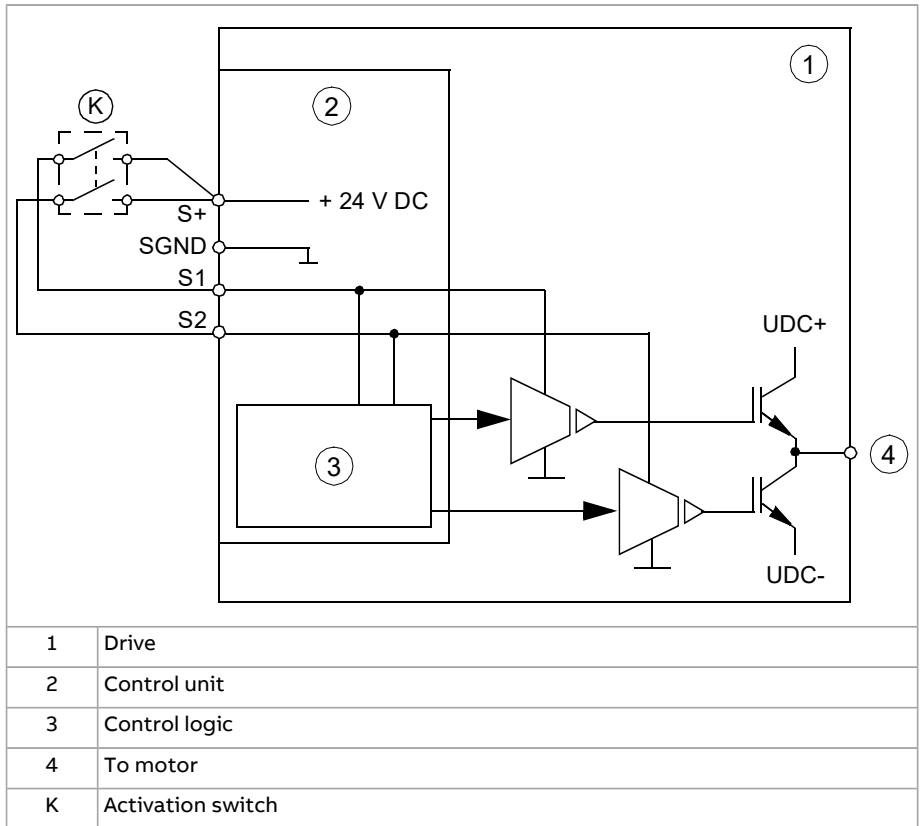 1
2
K
S+
+ 24 V DC
SGND
S1
S2
UDC+
3
4
UDC-
1 Drive
2 Control unit
3 Control logic
4 To motor
K Activation switch